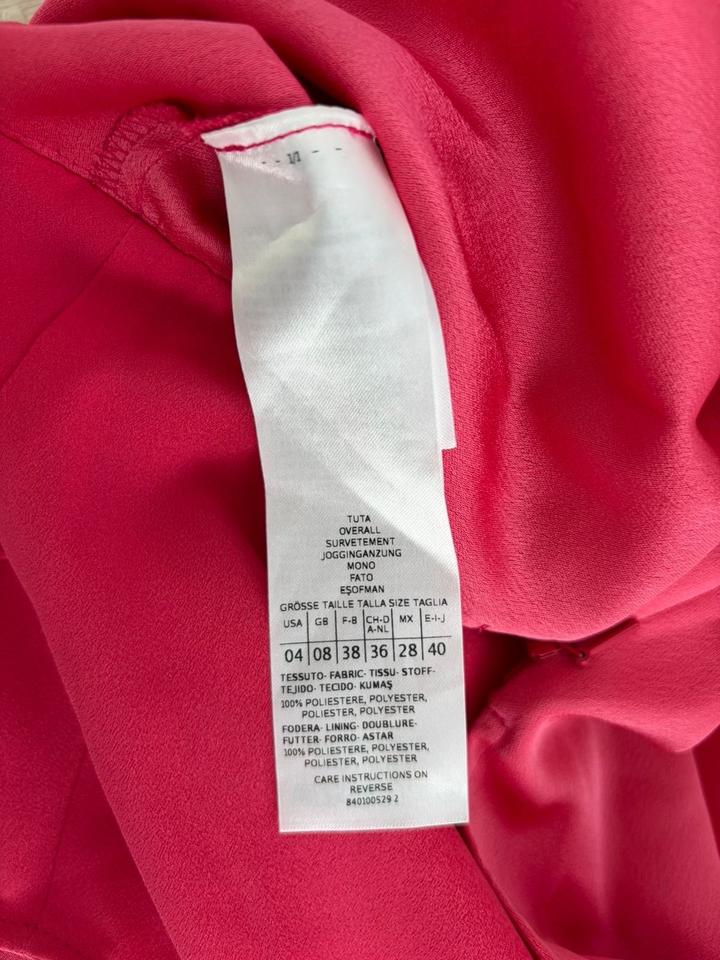 - - 1/1 - -
TUTA
OVERALL
SURVETEMENT
JOGGINGANZUNG
MONO
FATO
EŞOFMAN
GRÖSSE TAILLE TALLA SIZE TAGLIA
USA GB F-B CH-D A-NL MX E-I-J
04 08 38 36 28 40
TESSUTO· FABRIC· TISSU· STOFF·
TEJIDO· TECIDO· KUMAŞ
100% POLIESTERE, POLYESTER,
POLIESTER, POLYESTER
FODERA· LINING· DOUBLURE·
FUTTER· FORRO· ASTAR
100% POLIESTERE, POLYESTER,
POLIESTER, POLYESTER
CARE INSTRUCTIONS ON
REVERSE
840100529 2